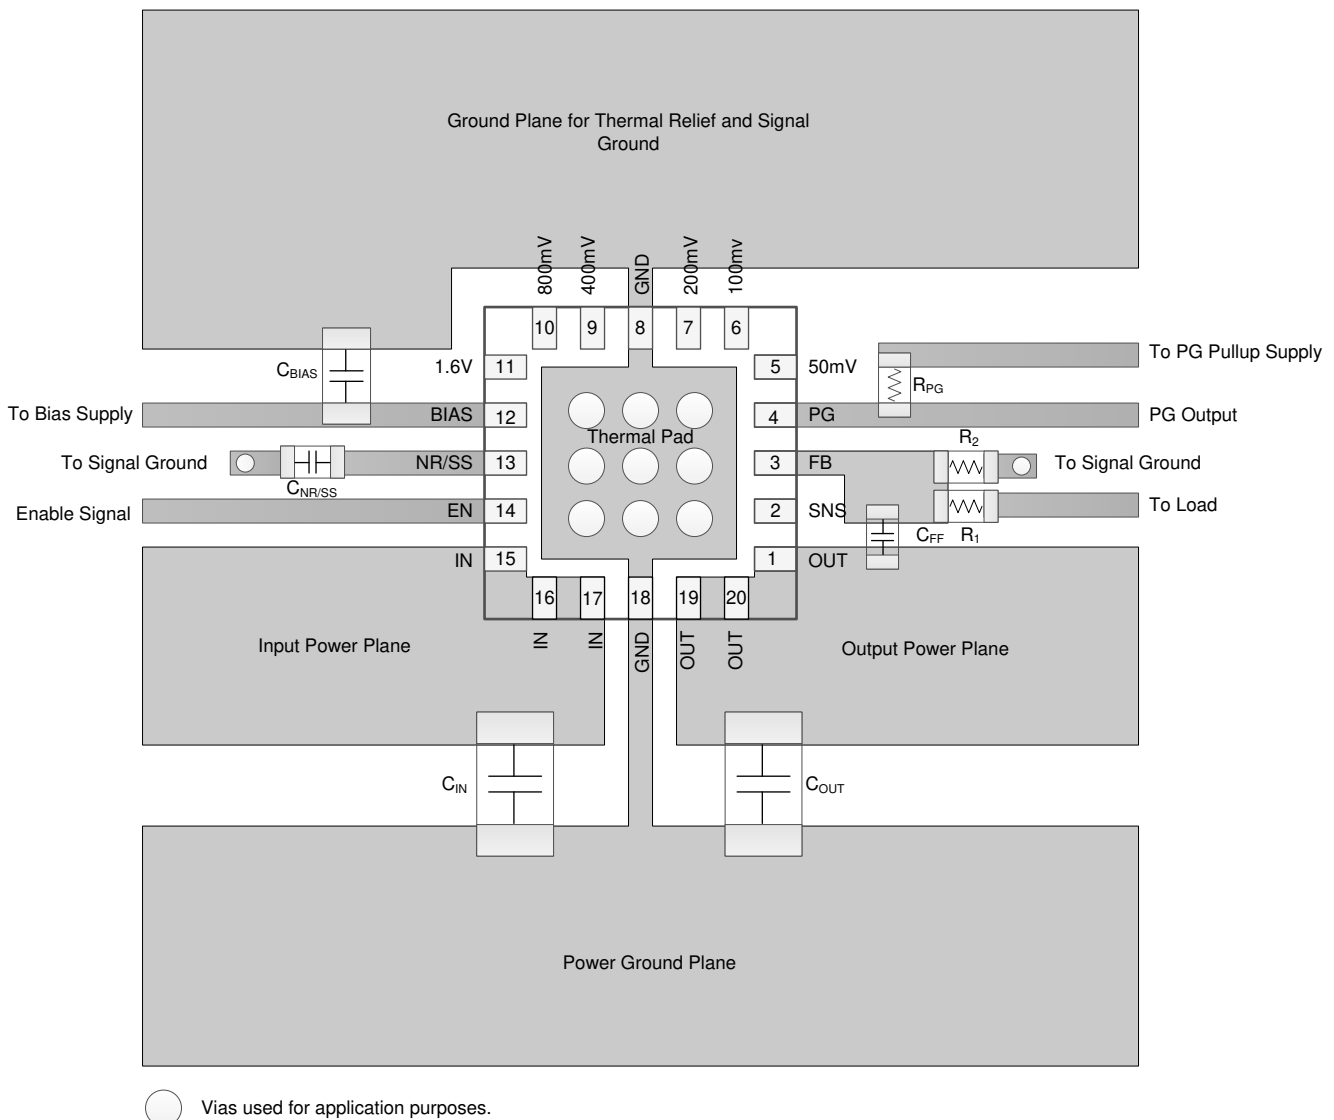 Ground Plane for Thermal Relief and Signal
Ground
800mV
400mV
GND
200mV
100mv
10
9
8
7
6
1.6V
11
5
50mV
To PG Pullup Supply
CBIAS
RPG
To Bias Supply
BIAS
12
4
PG
PG Output
Thermal Pad
R2
To Signal Ground
NR/SS
13
3
FB
To Signal Ground
CNR/SS
Enable Signal
EN
14
2
SNS
To Load
CFF
R1
IN
15
1
OUT
16
17
18
19
20
IN
IN
GND
OUT
OUT
Input Power Plane
Output Power Plane
CIN
COUT
Power Ground Plane
Vias used for application purposes.